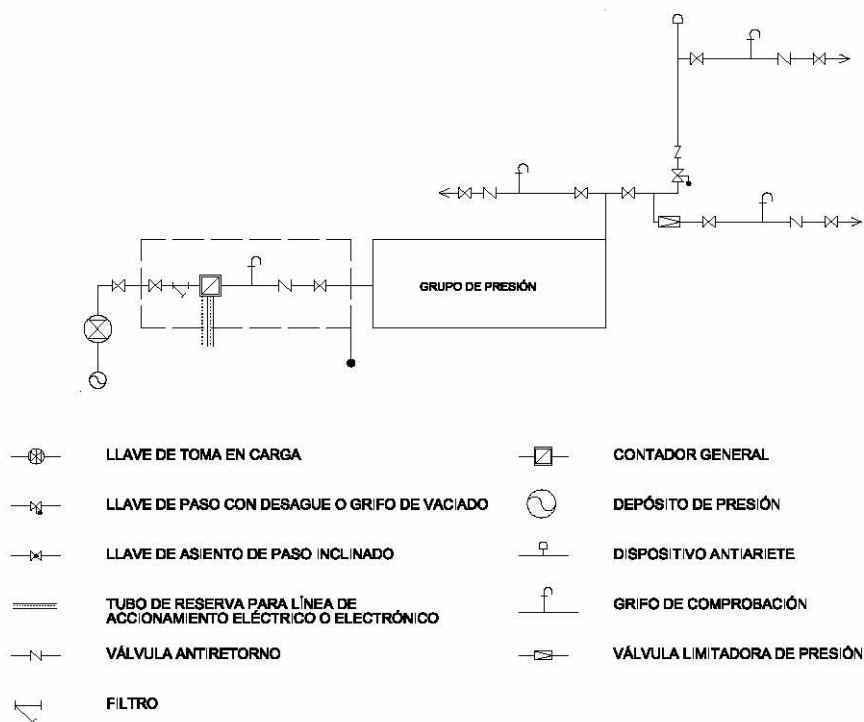 GRUPO DE PRESIÓN
LLAVE DE TOMA EN CARGA
CONTADOR GENERAL
LLAVE DE PASO CON DESAGUE O GRIFO DE VACIADO
DEPÓSITO DE PRESIÓN
LLAVE DE ASIENTO DE PASO INCLINADO
DISPOSITIVO ANTIARIETE
TUBO DE RESERVA PARA LÍNEA DE
ACCIONAMIENTO ELÉCTRICO O ELECTRÓNICO
GRIFO DE COMPROBACIÓN
VÁLVULA ANTIRETORNO
VÁLVULA LIMITADORA DE PRESIÓN
FILTRO